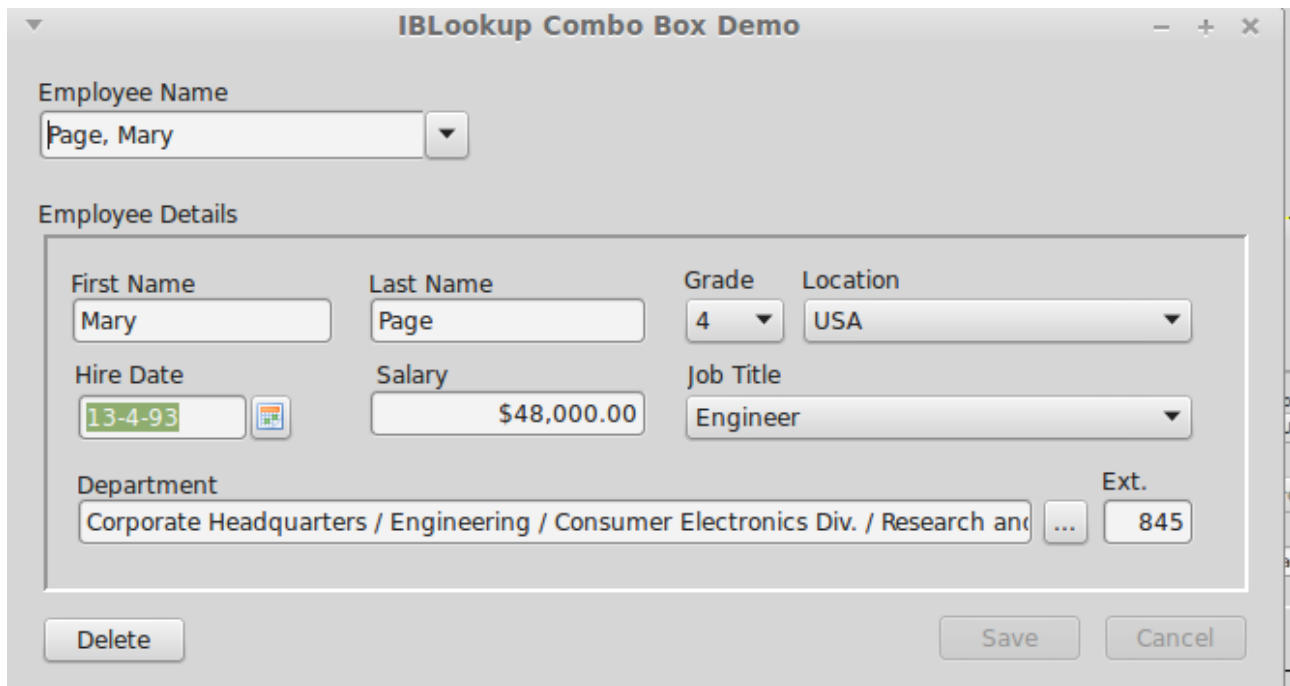 IBLookup Combo Box Demo
Employee Name
Page, Mary
Employee Details
First Name Last Name Grade Location
Mary Page 4 USA
Hire Date Salary Job Title
13-4-93 $48,000.00 Engineer
Department Ext.
Corporate Headquarters / Engineering / Consumer Electronics Div. / Research and ... 845
Delete Save Cancel